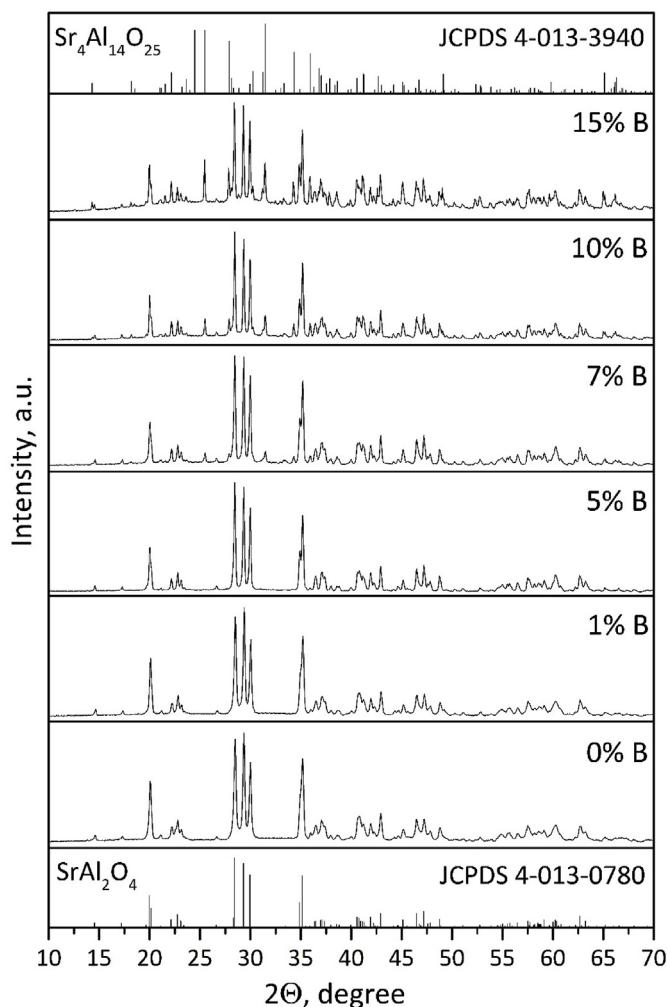 Sr4Al14O25 JCPDS 4-013-3940
15% B
10% B
7% B
5% B
1% B
0% B
SrAl2O4 JCPDS 4-013-0780
Intensity, a.u.
10 15 20 25 30 35 40 45 50 55 60 65 70
2Θ, degree